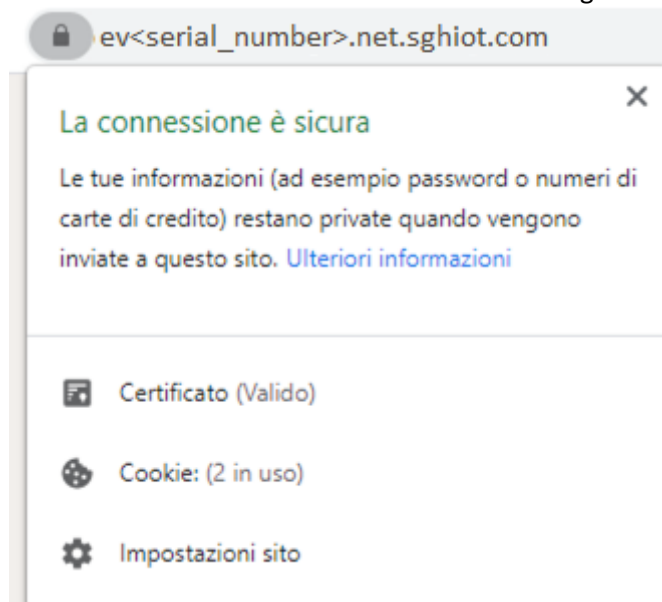 ev<serial_number>.net.sghiot.com
La connessione è sicura
Le tue informazioni (ad esempio password o numeri di
carte di credito) restano private quando vengono
inviate a questo sito. Ulteriori informazioni
Certificato (Valido)
Cookie: (2 in uso)
Impostazioni sito